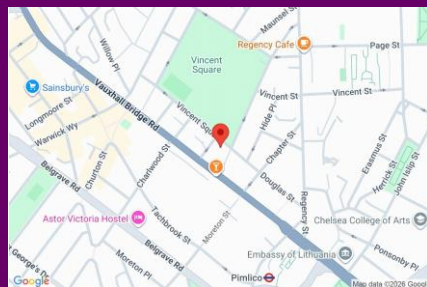 Maunsel St
Willow Pl
Vincent
Square
Regency Cafe
Page St
Sainsbury's
Vauxhall Bridge Rd
Longmoore St
Vincent St
Vincent St
Warwick Wy
Vincent Squ
Hide Pl
Belgrave Rd
Churton St
Charlwood St
Chapter St
Erasmus St
Herrick St
John Islip St
Douglas St
Regency St
Astor Victoria Hostel
Tachbrook St
Moreton St
Chelsea College of Arts
Belgrave Rd
Embassy of Lithuania
Ponsonby Pl
St George's Dr
Moreton Pl
Pimlico
Google
Map data ©2026 Google